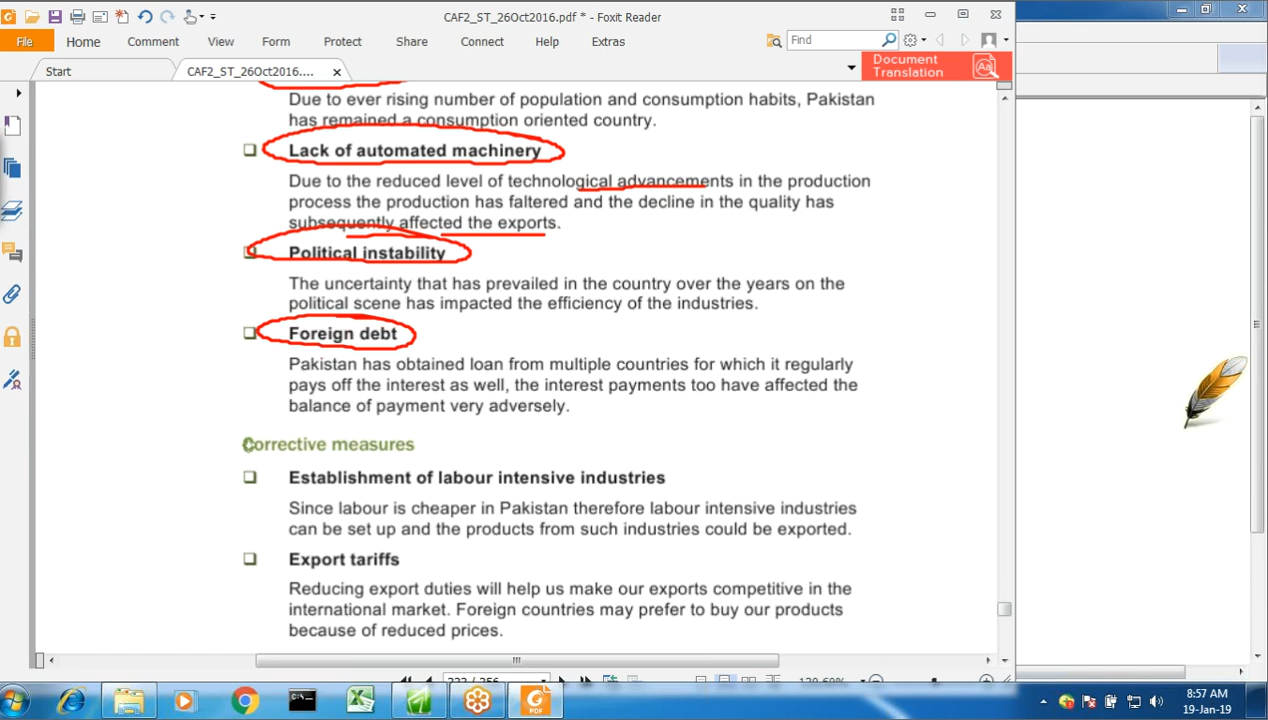 CAF2_ST_26Oct2016.pdf * - Foxit Reader
File Home Comment View Form Protect Share Connect Help Extras Find
Start CAF2_ST_26Oct2016....
Document Translation
Due to ever rising number of population and consumption habits, Pakistan
has remained a consumption oriented country.
Lack of automated machinery
Due to the reduced level of technological advancements in the production
process the production has faltered and the decline in the quality has
subsequently affected the exports.
Political instability
The uncertainty that has prevailed in the country over the years on the
political scene has impacted the efficiency of the industries.
Foreign debt
Pakistan has obtained loan from multiple countries for which it regularly
pays off the interest as well, the interest payments too have affected the
balance of payment very adversely.
Corrective measures
Establishment of labour intensive industries
Since labour is cheaper in Pakistan therefore labour intensive industries
can be set up and the products from such industries could be exported.
Export tariffs
Reducing export duties will help us make our exports competitive in the
international market. Foreign countries may prefer to buy our products
because of reduced prices.
8:57 AM
19-Jan-19